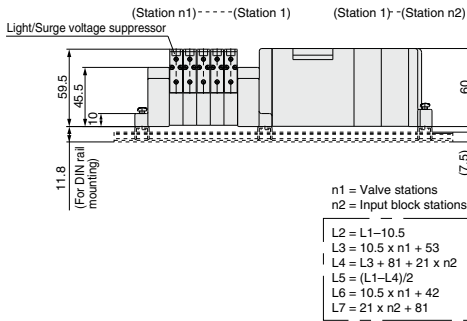 (Station n1)-----(Station 1)
(Station 1)--(Station n2)
Light/Surge voltage suppressor
59.5
45.5
10
60
11.8
(For DIN rail
mounting)
(7.5)
n1 = Valve stations
n2 = Input block stations
L2 = L1–10.5
L3 = 10.5 x n1 + 53
L4 = L3 + 81 + 21 x n2
L5 = (L1–L4)/2
L6 = 10.5 x n1 + 42
L7 = 21 x n2 + 81